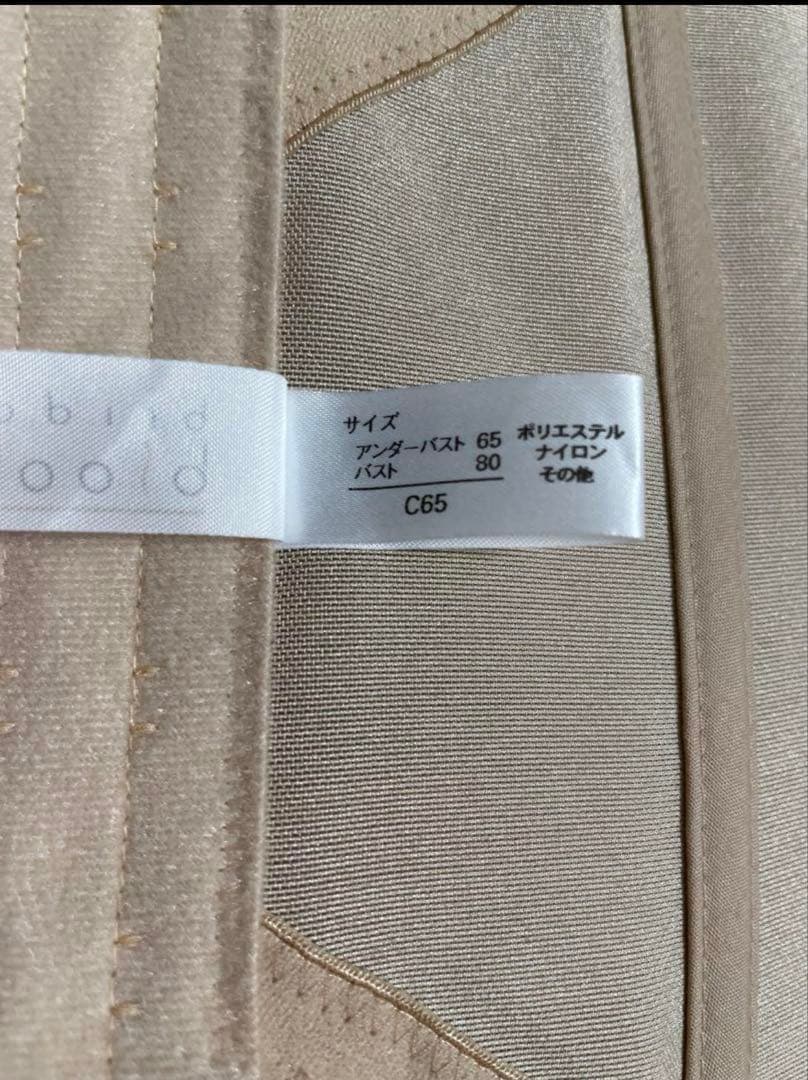 サイズ
アンダーバスト 65
バスト 80
C65
ポリエステル
ナイロン
その他